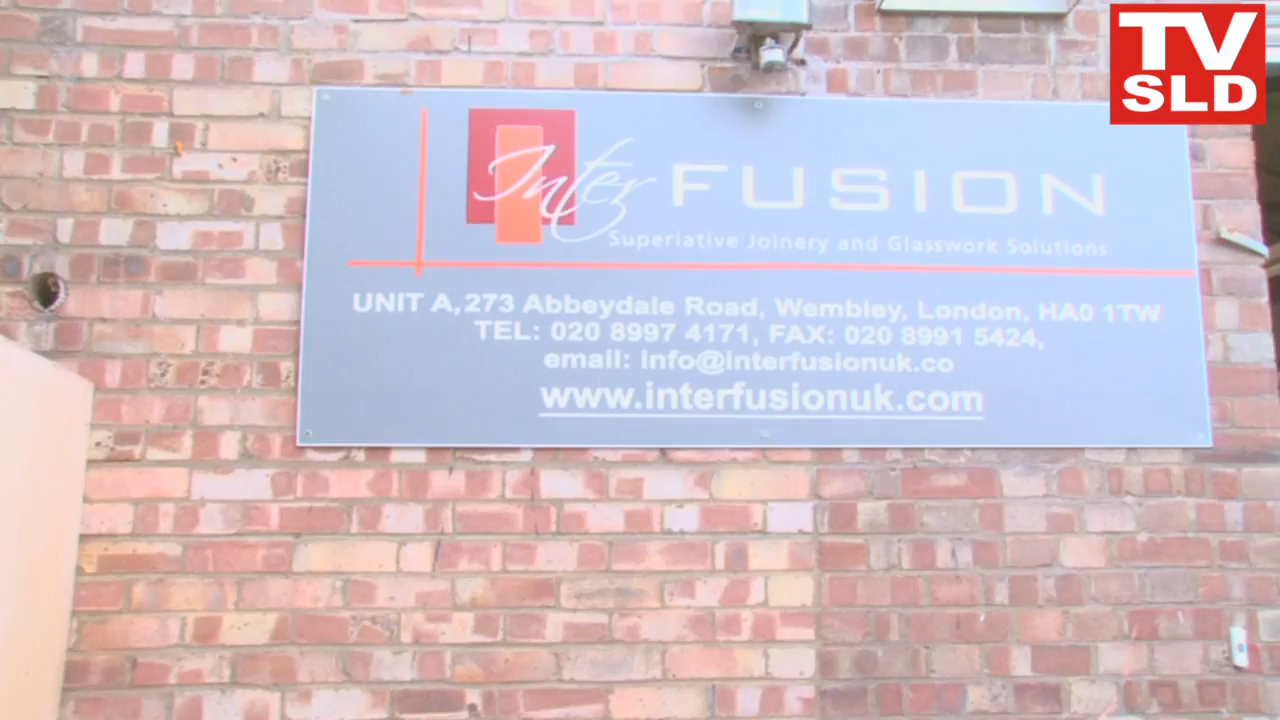 TV
SLD
Inter FUSION
Superlative Joinery and Glasswork Solutions
UNIT A, 273 Abbeydale Road, Wembley, London, HA0 1TW
TEL: 020 8997 4171, FAX: 020 8991 5424,
email: info@interfusionuk.co
www.interfusionuk.com